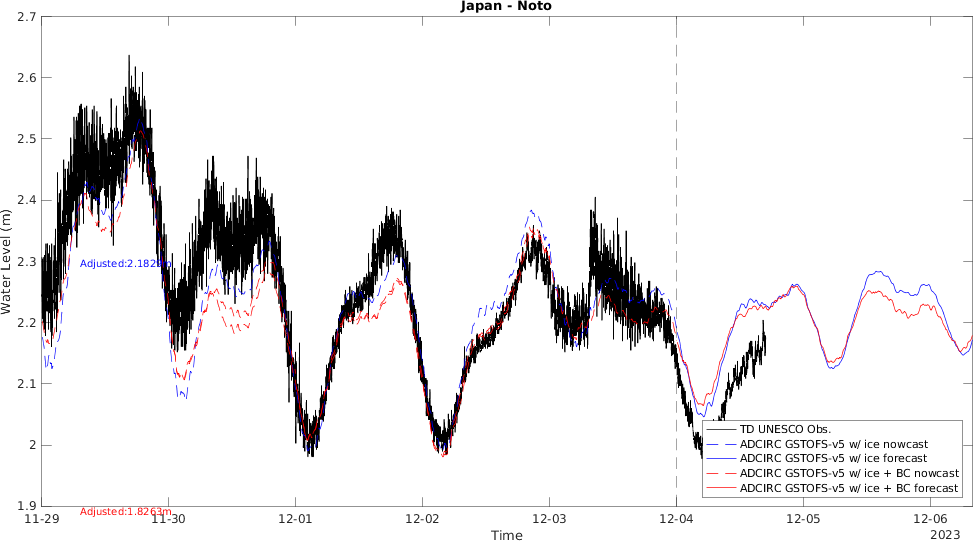 Japan - Noto
2.7
2.6
2.5
2.4
2.3
2.2
2.1
2
1.9
Water Level (m)
Adjusted:2.1829m
Adjusted:1.8263m
TD UNESCO Obs.
ADCIRC GSTOFS-v5 w/ ice nowcast
ADCIRC GSTOFS-v5 w/ ice forecast
ADCIRC GSTOFS-v5 w/ ice + BC nowcast
ADCIRC GSTOFS-v5 w/ ice + BC forecast
11-29 11-30 12-01 12-02 12-03 12-04 12-05 12-06
Time
2023